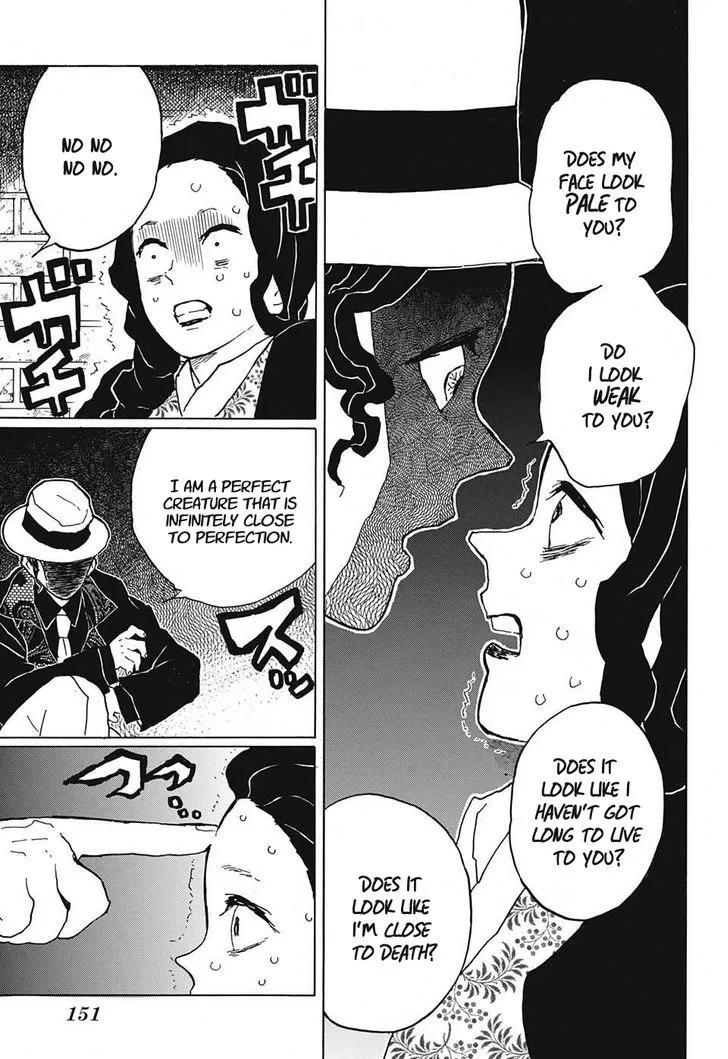 DOES MY
FACE LOOK
PALE TO
YOU?
DO
I LOOK
WEAK
TO YOU?
DOES IT
LOOK LIKE I
HAVEN'T GOT
LONG TO LIVE
TO YOU?
DOES IT
LOOK LIKE
I'M CLOSE
TO DEATH?
NO NO
NO NO.
I AM A PERFECT
CREATURE THAT IS
INFINITELY CLOSE
TO PERFECTION.
151